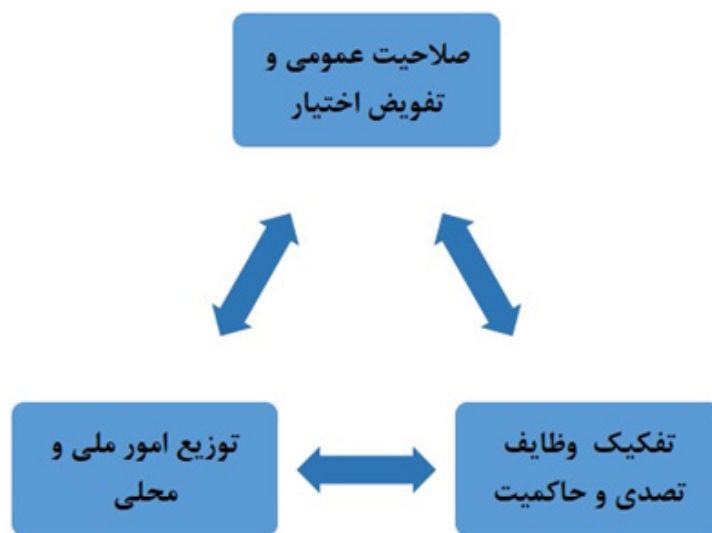 صلاحیت عمومی و
تفویض اختیار
تفکیک وظایف
تصدی و حاکمیت
توزیع امور ملی و
محلی